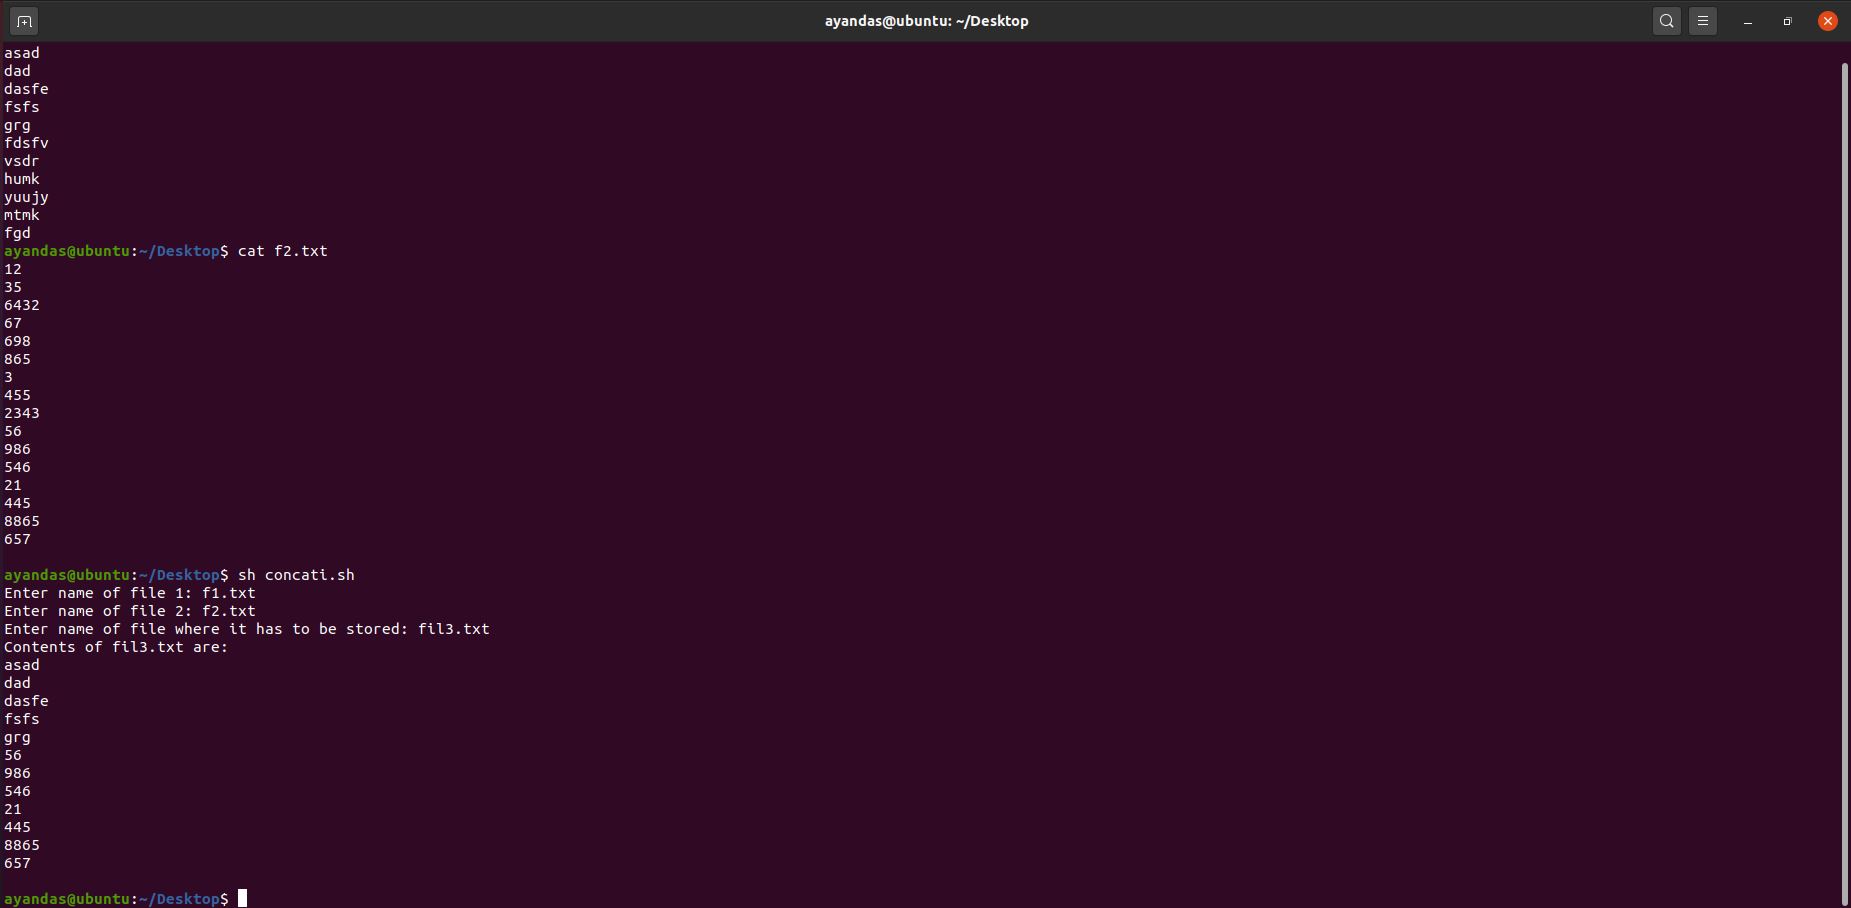 ayandas@ubuntu: ~/Desktop
asad
dad
dasfe
fsfs
grg
fdsfv
vsdr
humk
yuujy
mtmk
fgd
ayandas@ubuntu:~/Desktop$ cat f2.txt
12
35
6432
67
698
865
3
455
2343
56
986
546
21
445
8865
657
ayandas@ubuntu:~/Desktop$ sh concati.sh
Enter name of file 1: f1.txt
Enter name of file 2: f2.txt
Enter name of file where it has to be stored: fil3.txt
Contents of fil3.txt are:
asad
dad
dasfe
fsfs
grg
56
986
546
21
445
8865
657
ayandas@ubuntu:~/Desktop$